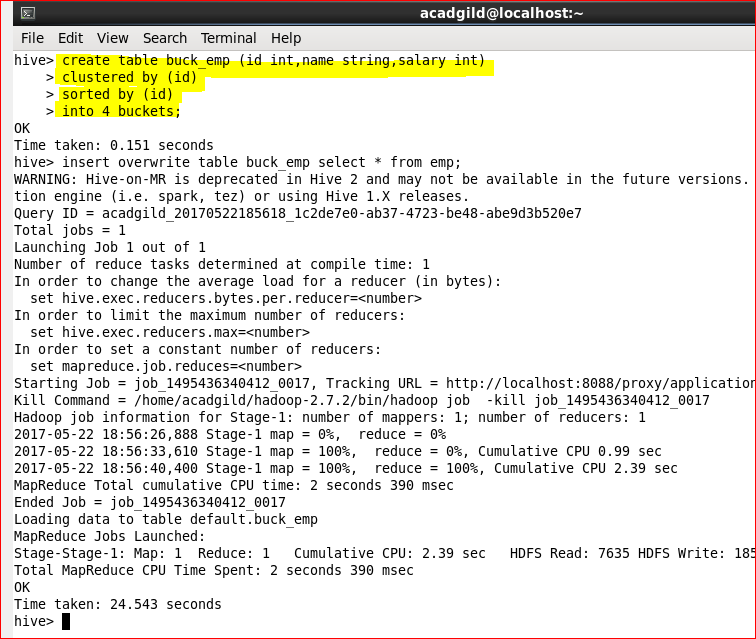 acadgild@localhost:~
File Edit View Search Terminal Help
hive> create table buck_emp (id int,name string,salary int)
    > clustered by (id)
    > sorted by (id)
    > into 4 buckets;
OK
Time taken: 0.151 seconds
hive> insert overwrite table buck_emp select * from emp;
WARNING: Hive-on-MR is deprecated in Hive 2 and may not be available in the future versions.
tion engine (i.e. spark, tez) or using Hive 1.X releases.
Query ID = acadgild_20170522185618_1c2de7e0-ab37-4723-be48-abe9d3b520e7
Total jobs = 1
Launching Job 1 out of 1
Number of reduce tasks determined at compile time: 1
In order to change the average load for a reducer (in bytes):
  set hive.exec.reducers.bytes.per.reducer=<number>
In order to limit the maximum number of reducers:
  set hive.exec.reducers.max=<number>
In order to set a constant number of reducers:
  set mapreduce.job.reduces=<number>
Starting Job = job_1495436340412_0017, Tracking URL = http://localhost:8088/proxy/application
Kill Command = /home/acadgild/hadoop-2.7.2/bin/hadoop job  -kill job_1495436340412_0017
Hadoop job information for Stage-1: number of mappers: 1; number of reducers: 1
2017-05-22 18:56:26,888 Stage-1 map = 0%,  reduce = 0%
2017-05-22 18:56:33,610 Stage-1 map = 100%,  reduce = 0%, Cumulative CPU 0.99 sec
2017-05-22 18:56:40,400 Stage-1 map = 100%,  reduce = 100%, Cumulative CPU 2.39 sec
MapReduce Total cumulative CPU time: 2 seconds 390 msec
Ended Job = job_1495436340412_0017
Loading data to table default.buck_emp
MapReduce Jobs Launched:
Stage-Stage-1: Map: 1  Reduce: 1   Cumulative CPU: 2.39 sec   HDFS Read: 7635 HDFS Write: 185
Total MapReduce CPU Time Spent: 2 seconds 390 msec
OK
Time taken: 24.543 seconds
hive>